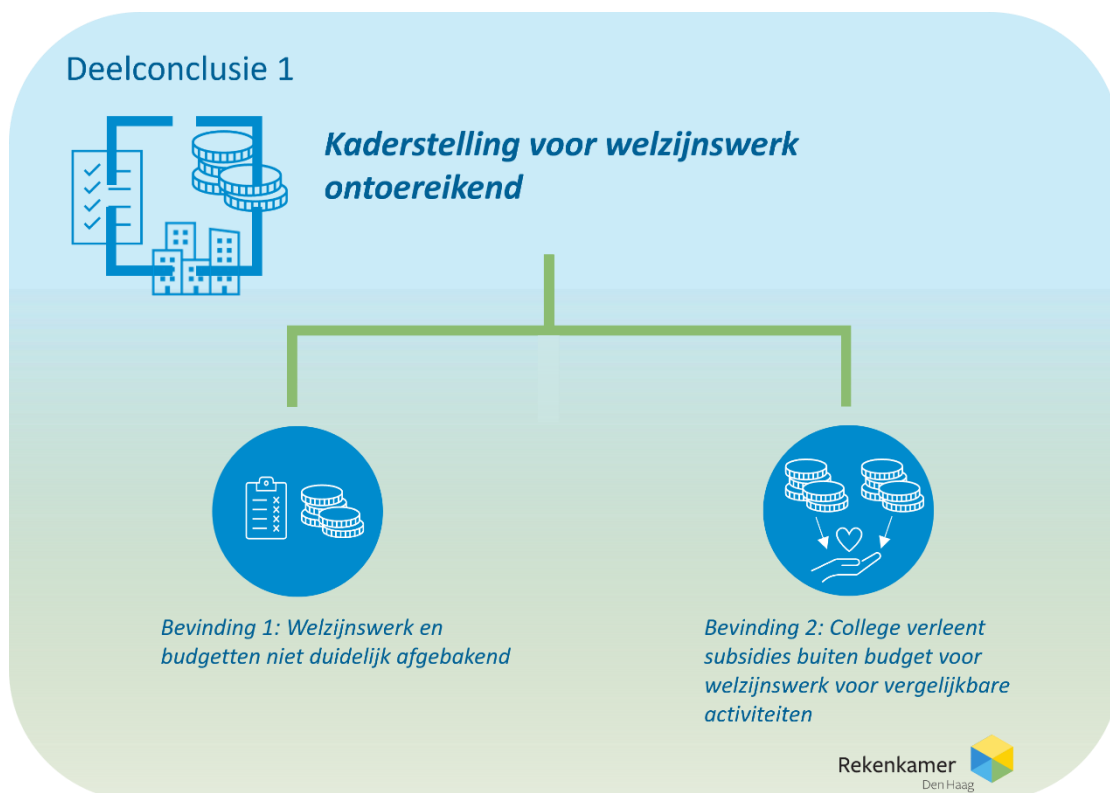 Deelconclusie 1
Kaderstelling voor welzijnswerk
ontoereikend
Bevinding 1: Welzijnswerk en
budgetten niet duidelijk afgebakend
Bevinding 2: College verleent
subsidies buiten budget voor
welzijnswerk voor vergelijkbare
activiteiten
Rekenkamer
Den Haag